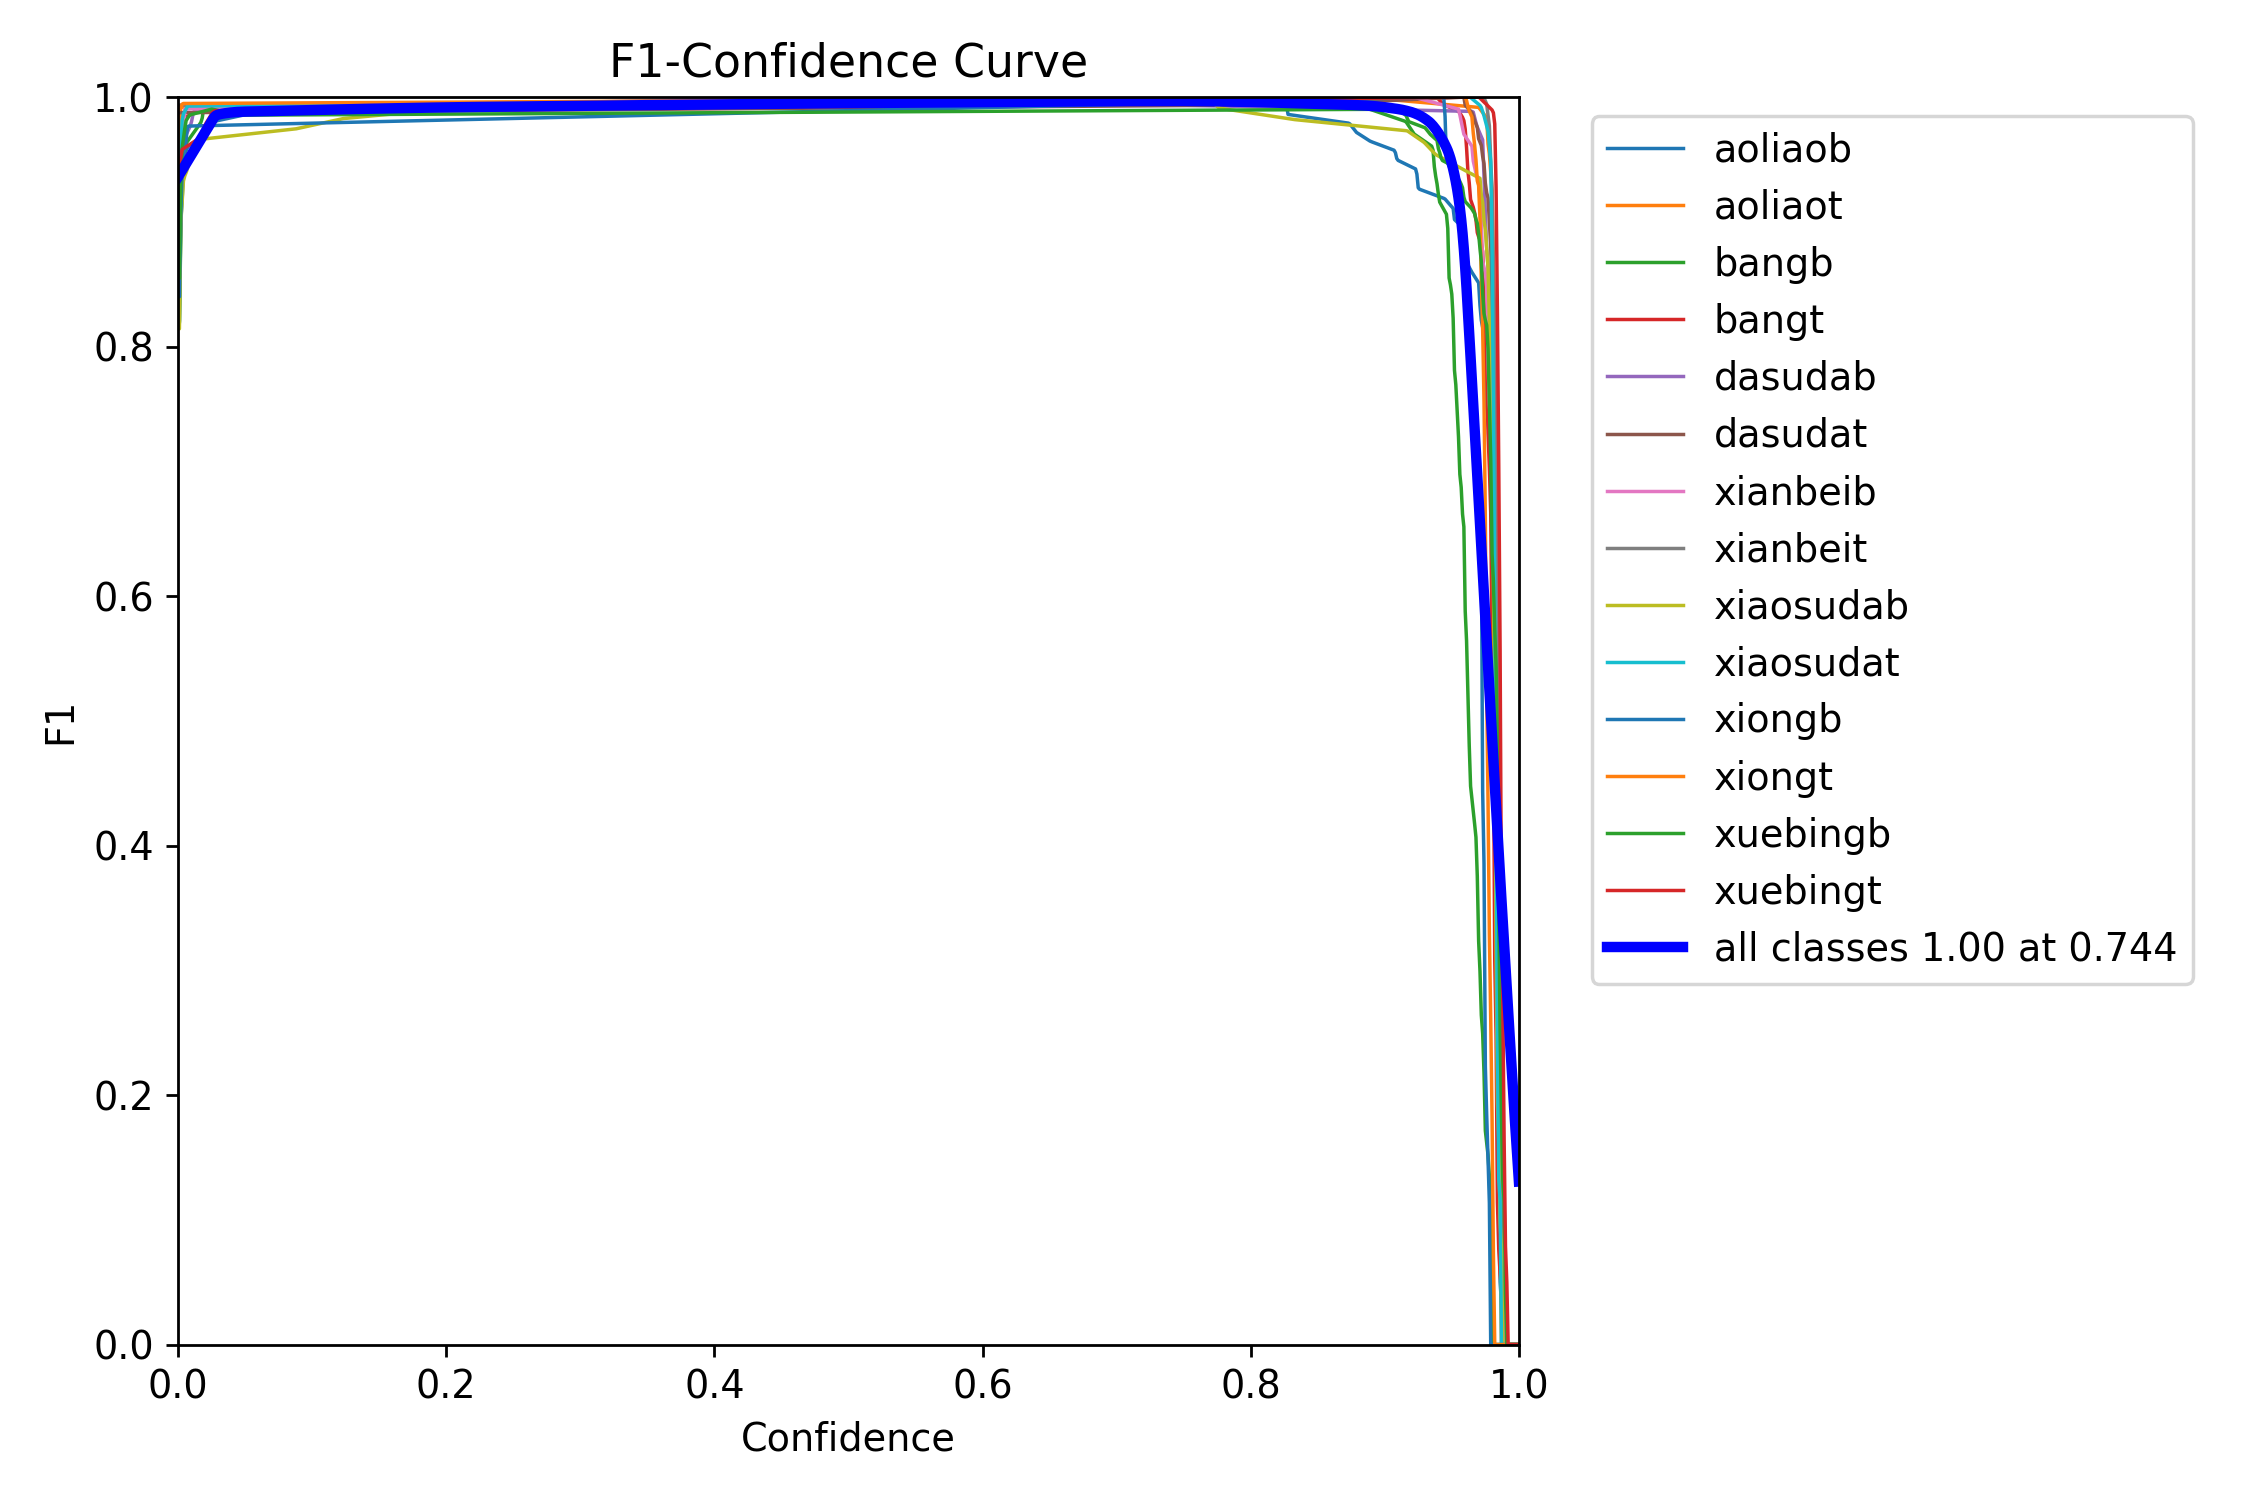 F1-Confidence Curve
1.0
0.8
0.6
0.4
0.2
0.0
F1
0.0 0.2 0.4 0.6 0.8 1.0
Confidence
aoliaob
aoliaot
bangb
bangt
dasudab
dasudat
xianbeib
xianbeit
xiaosudab
xiaosudat
xiongb
xiongt
xuebingb
xuebingt
all classes 1.00 at 0.744